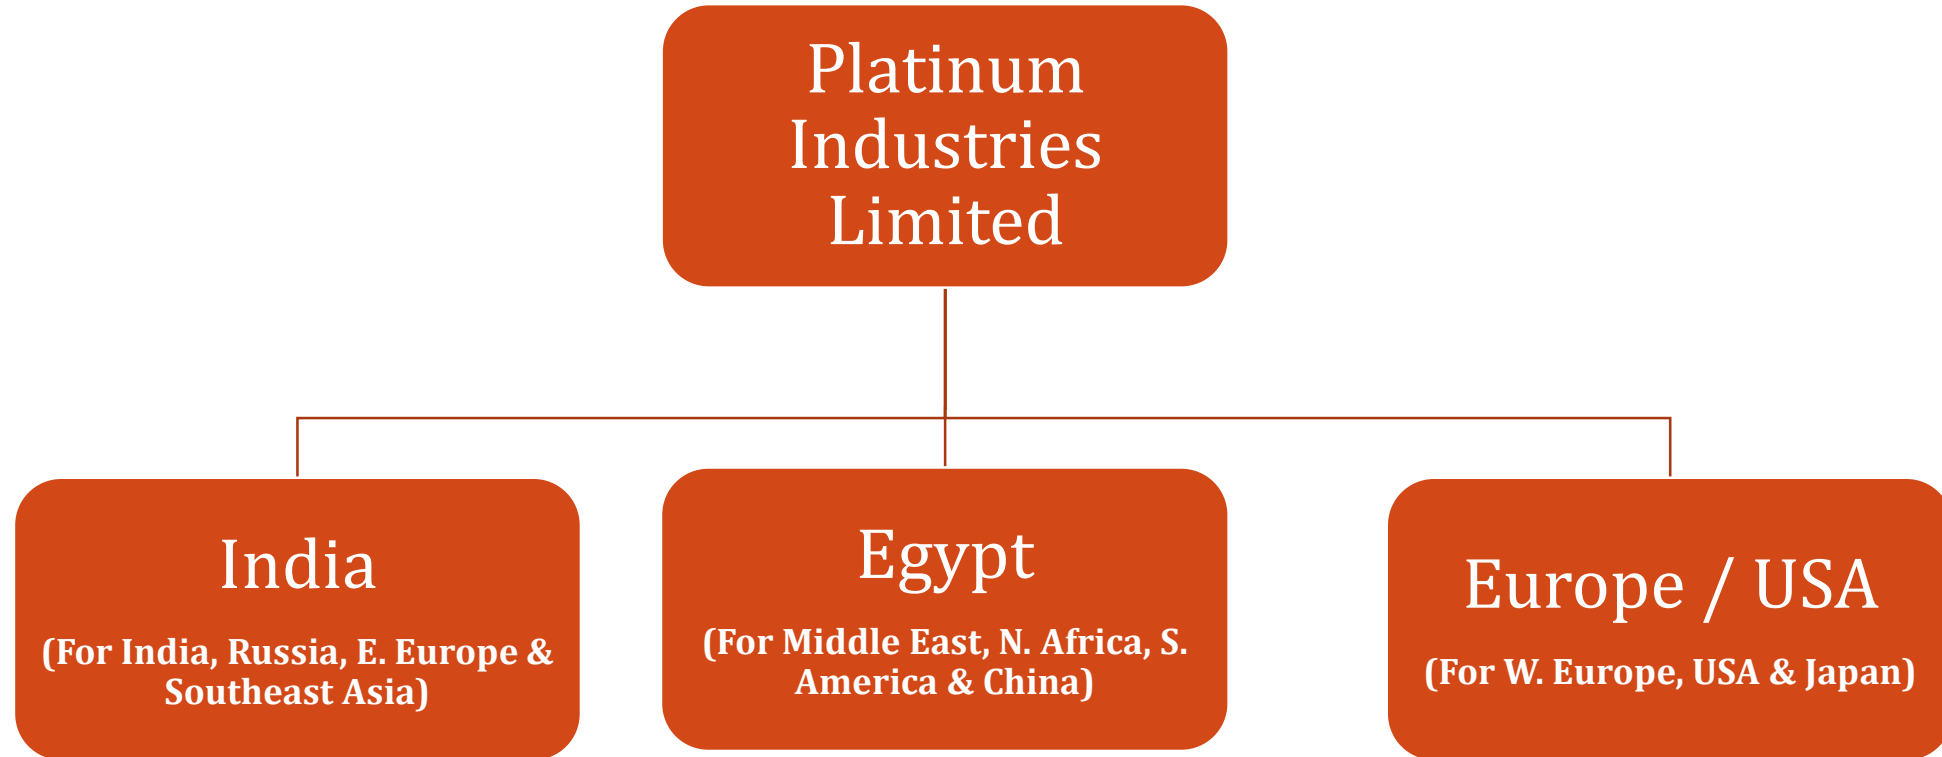 Platinum
Industries
Limited
India
(For India, Russia, E. Europe &
Southeast Asia)
Egypt
(For Middle East, N. Africa, S.
America & China)
Europe / USA
(For W. Europe, USA & Japan)